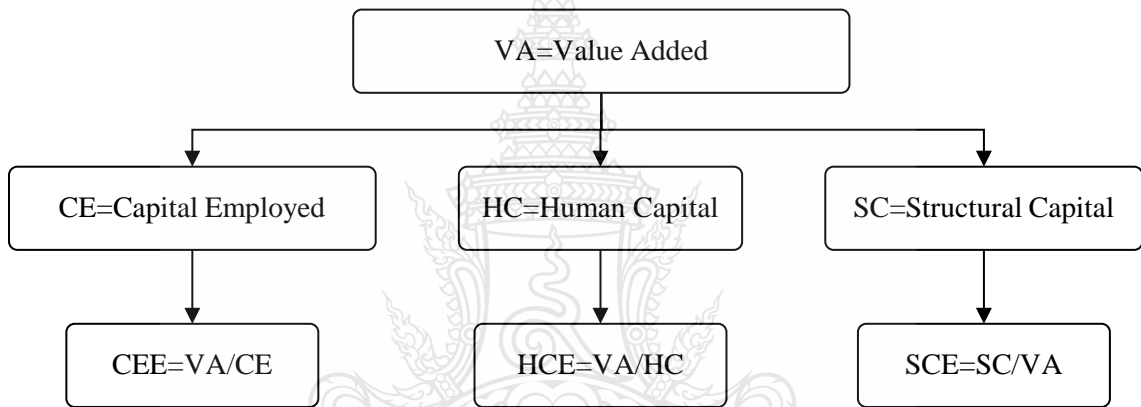 VA=Value Added
CE=Capital Employed
HC=Human Capital
SC=Structural Capital
CEE=VA/CE
HCE=VA/HC
SCE=SC/VA